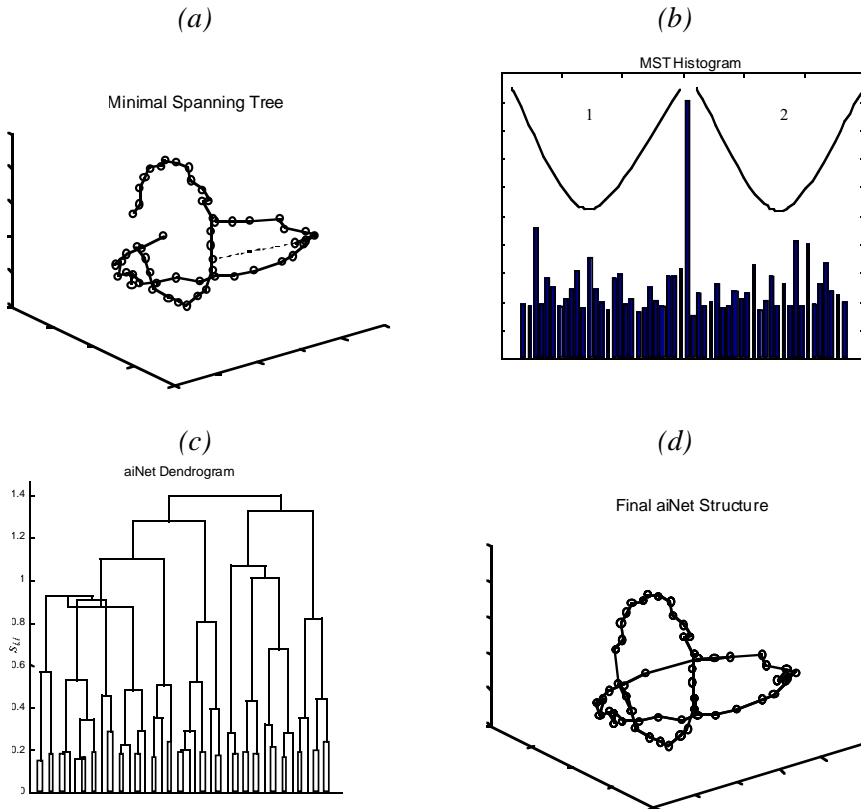 (a)
(b)
Minimal Spanning Tree
MST Histogram
1
2
(c)
(d)
aiNet Dendrogram
Final aiNet Structure
1.4
1.2
1
0.8
s_Li
0.6
0.4
0.2
0